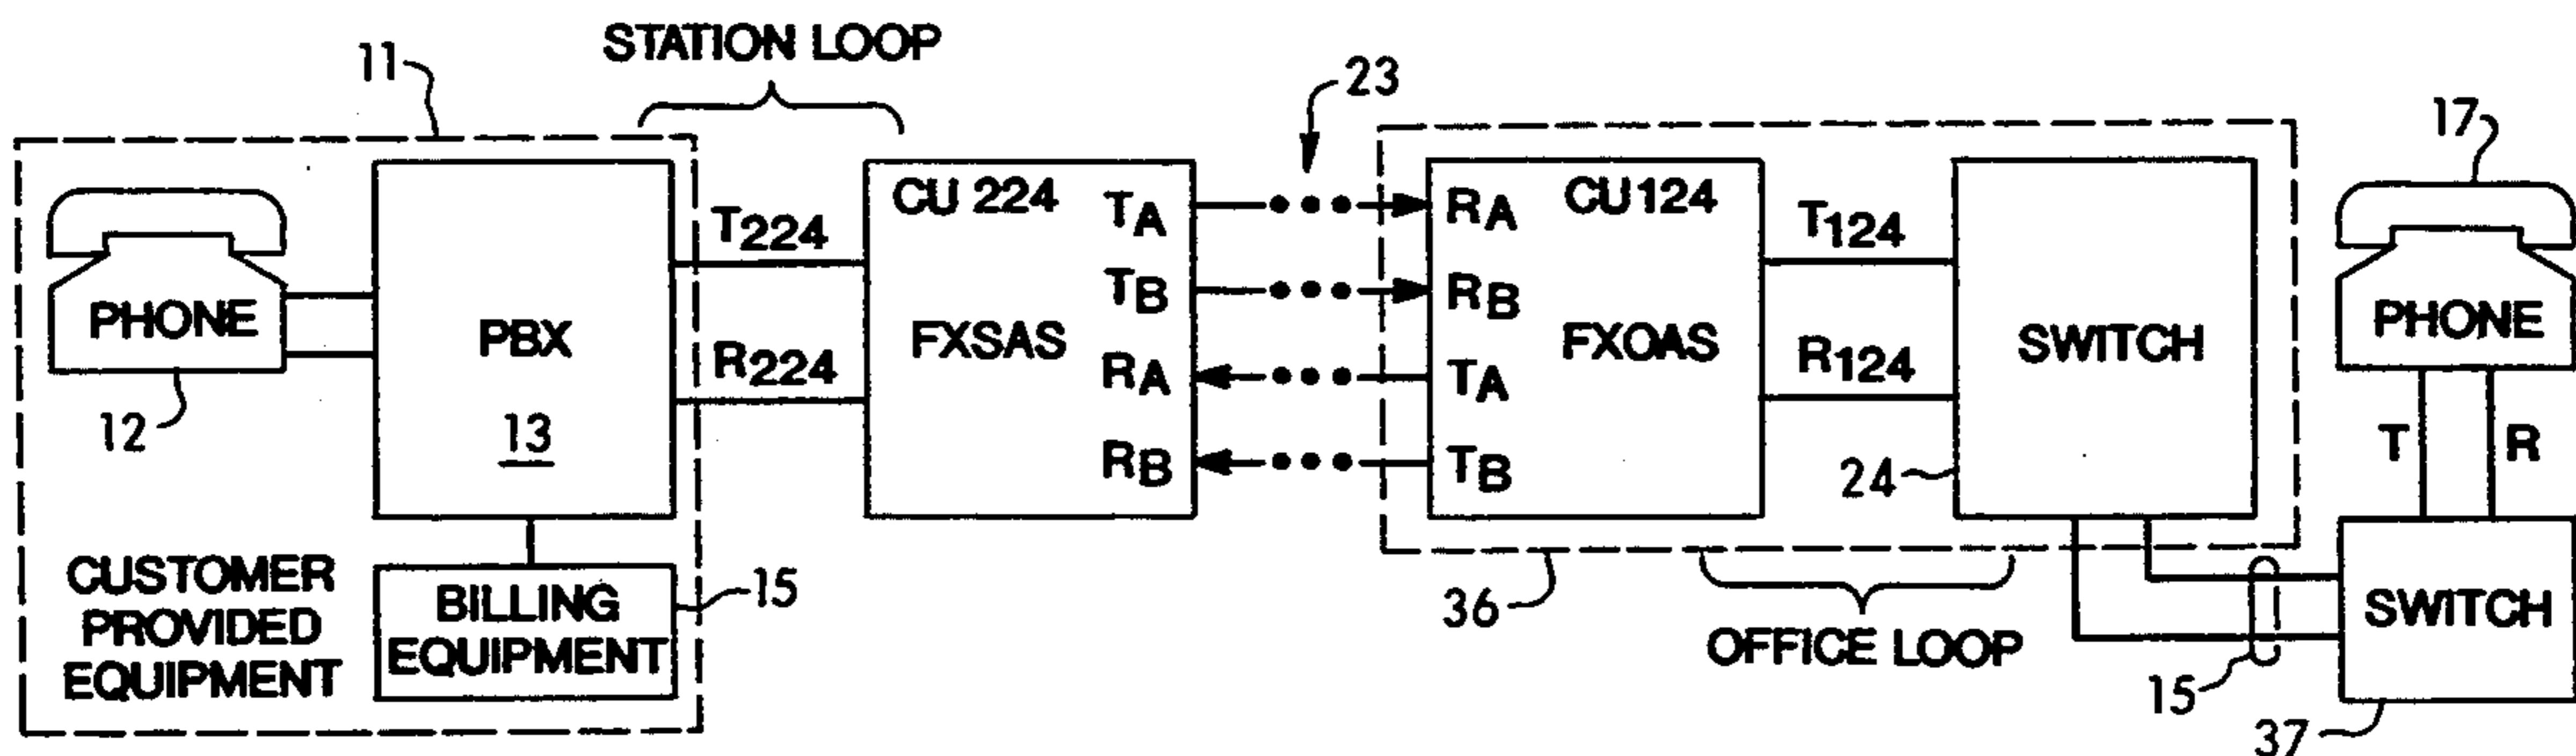 11
STATION LOOP
23
17
PHONE
12
PBX
13
T224
R224
CU 224
FXSAS
TA
TB
RA
RB
RA
RB
TA
TB
CU 124
FXOAS
T124
R124
SWITCH
24
PHONE
T
R
CUSTOMER
PROVIDED
EQUIPMENT
BILLING
EQUIPMENT
15
36
OFFICE LOOP
15
SWITCH
37